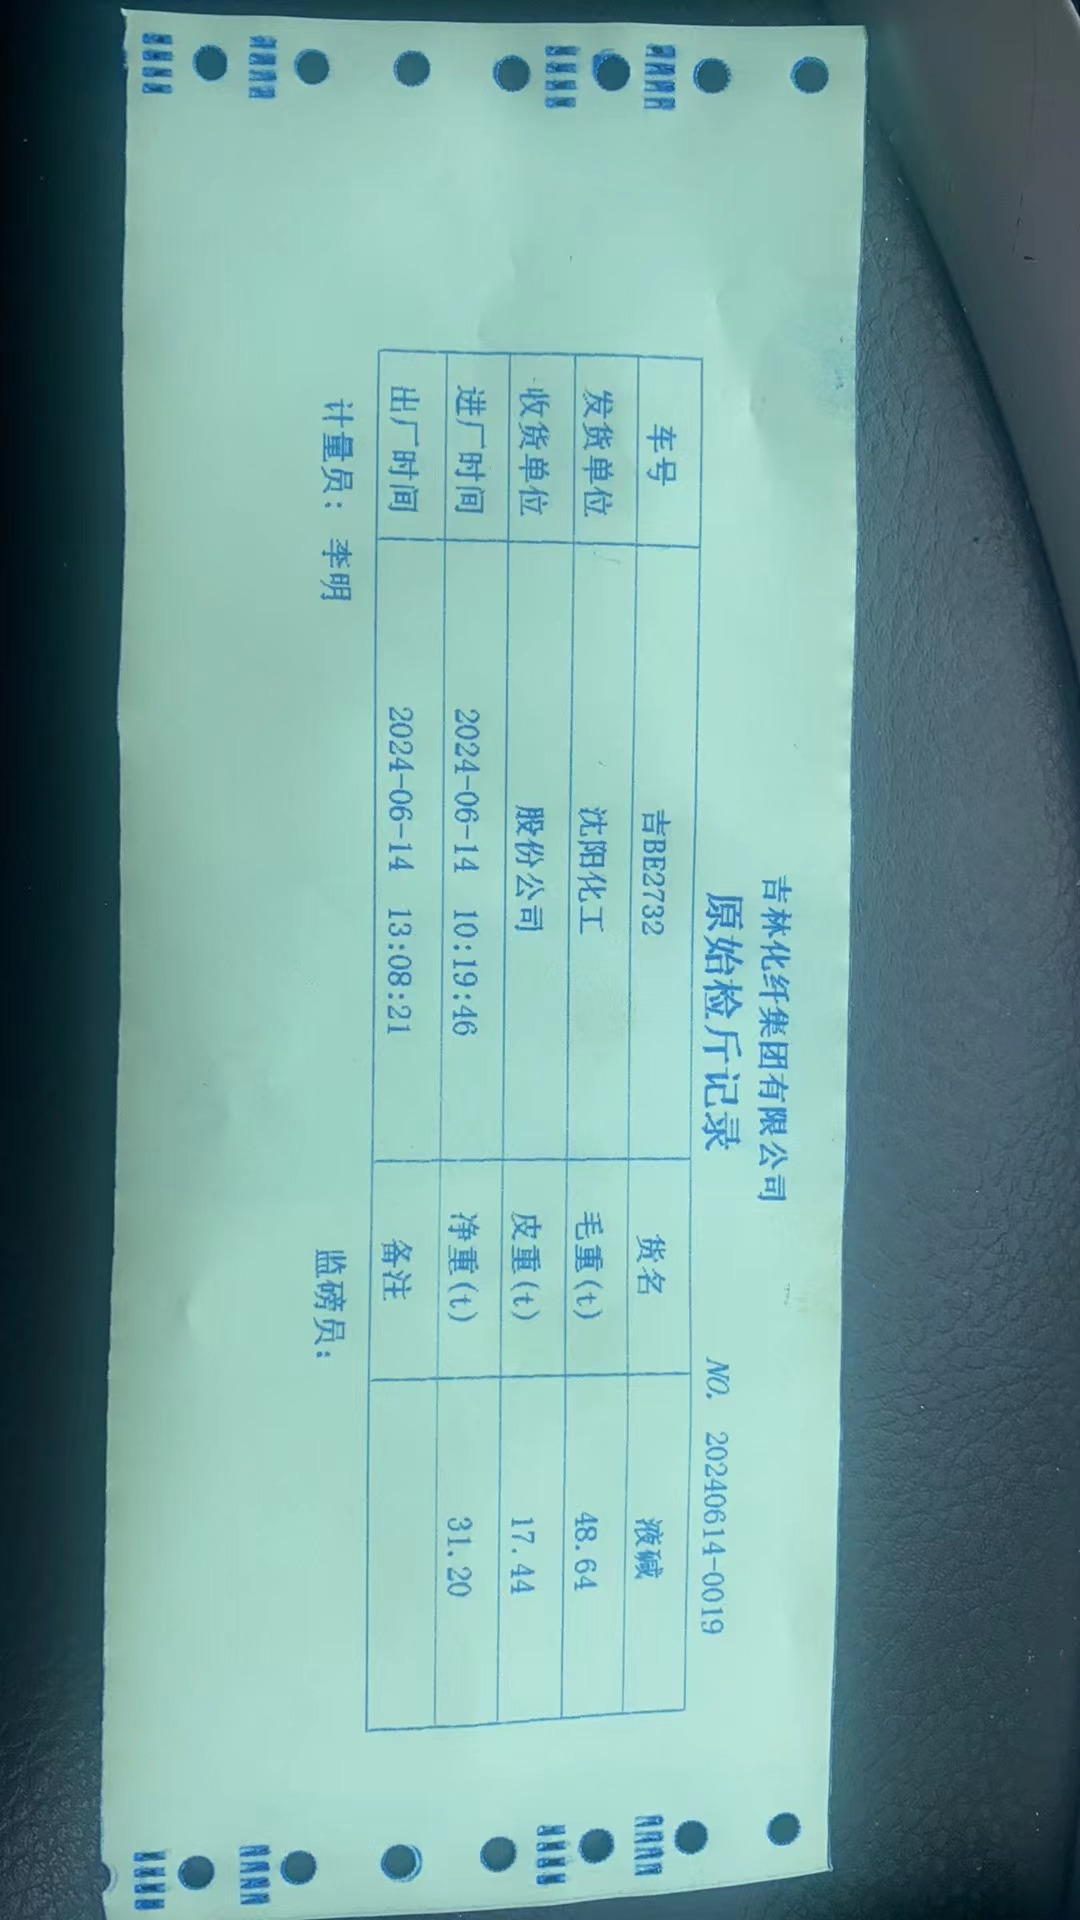 吉林化纤集团有限公司
原始检斤记录
NO. 20240614-0019
车号 吉BE2732 货名 液碱
发货单位 沈阳化工 毛重(t) 48.64
收货单位 股份公司 皮重(t) 17.44
进厂时间 2024-06-14 10:19:46 净重(t) 31.20
出厂时间 2024-06-14 13:08:21 备注
计量员: 李明 监磅员: